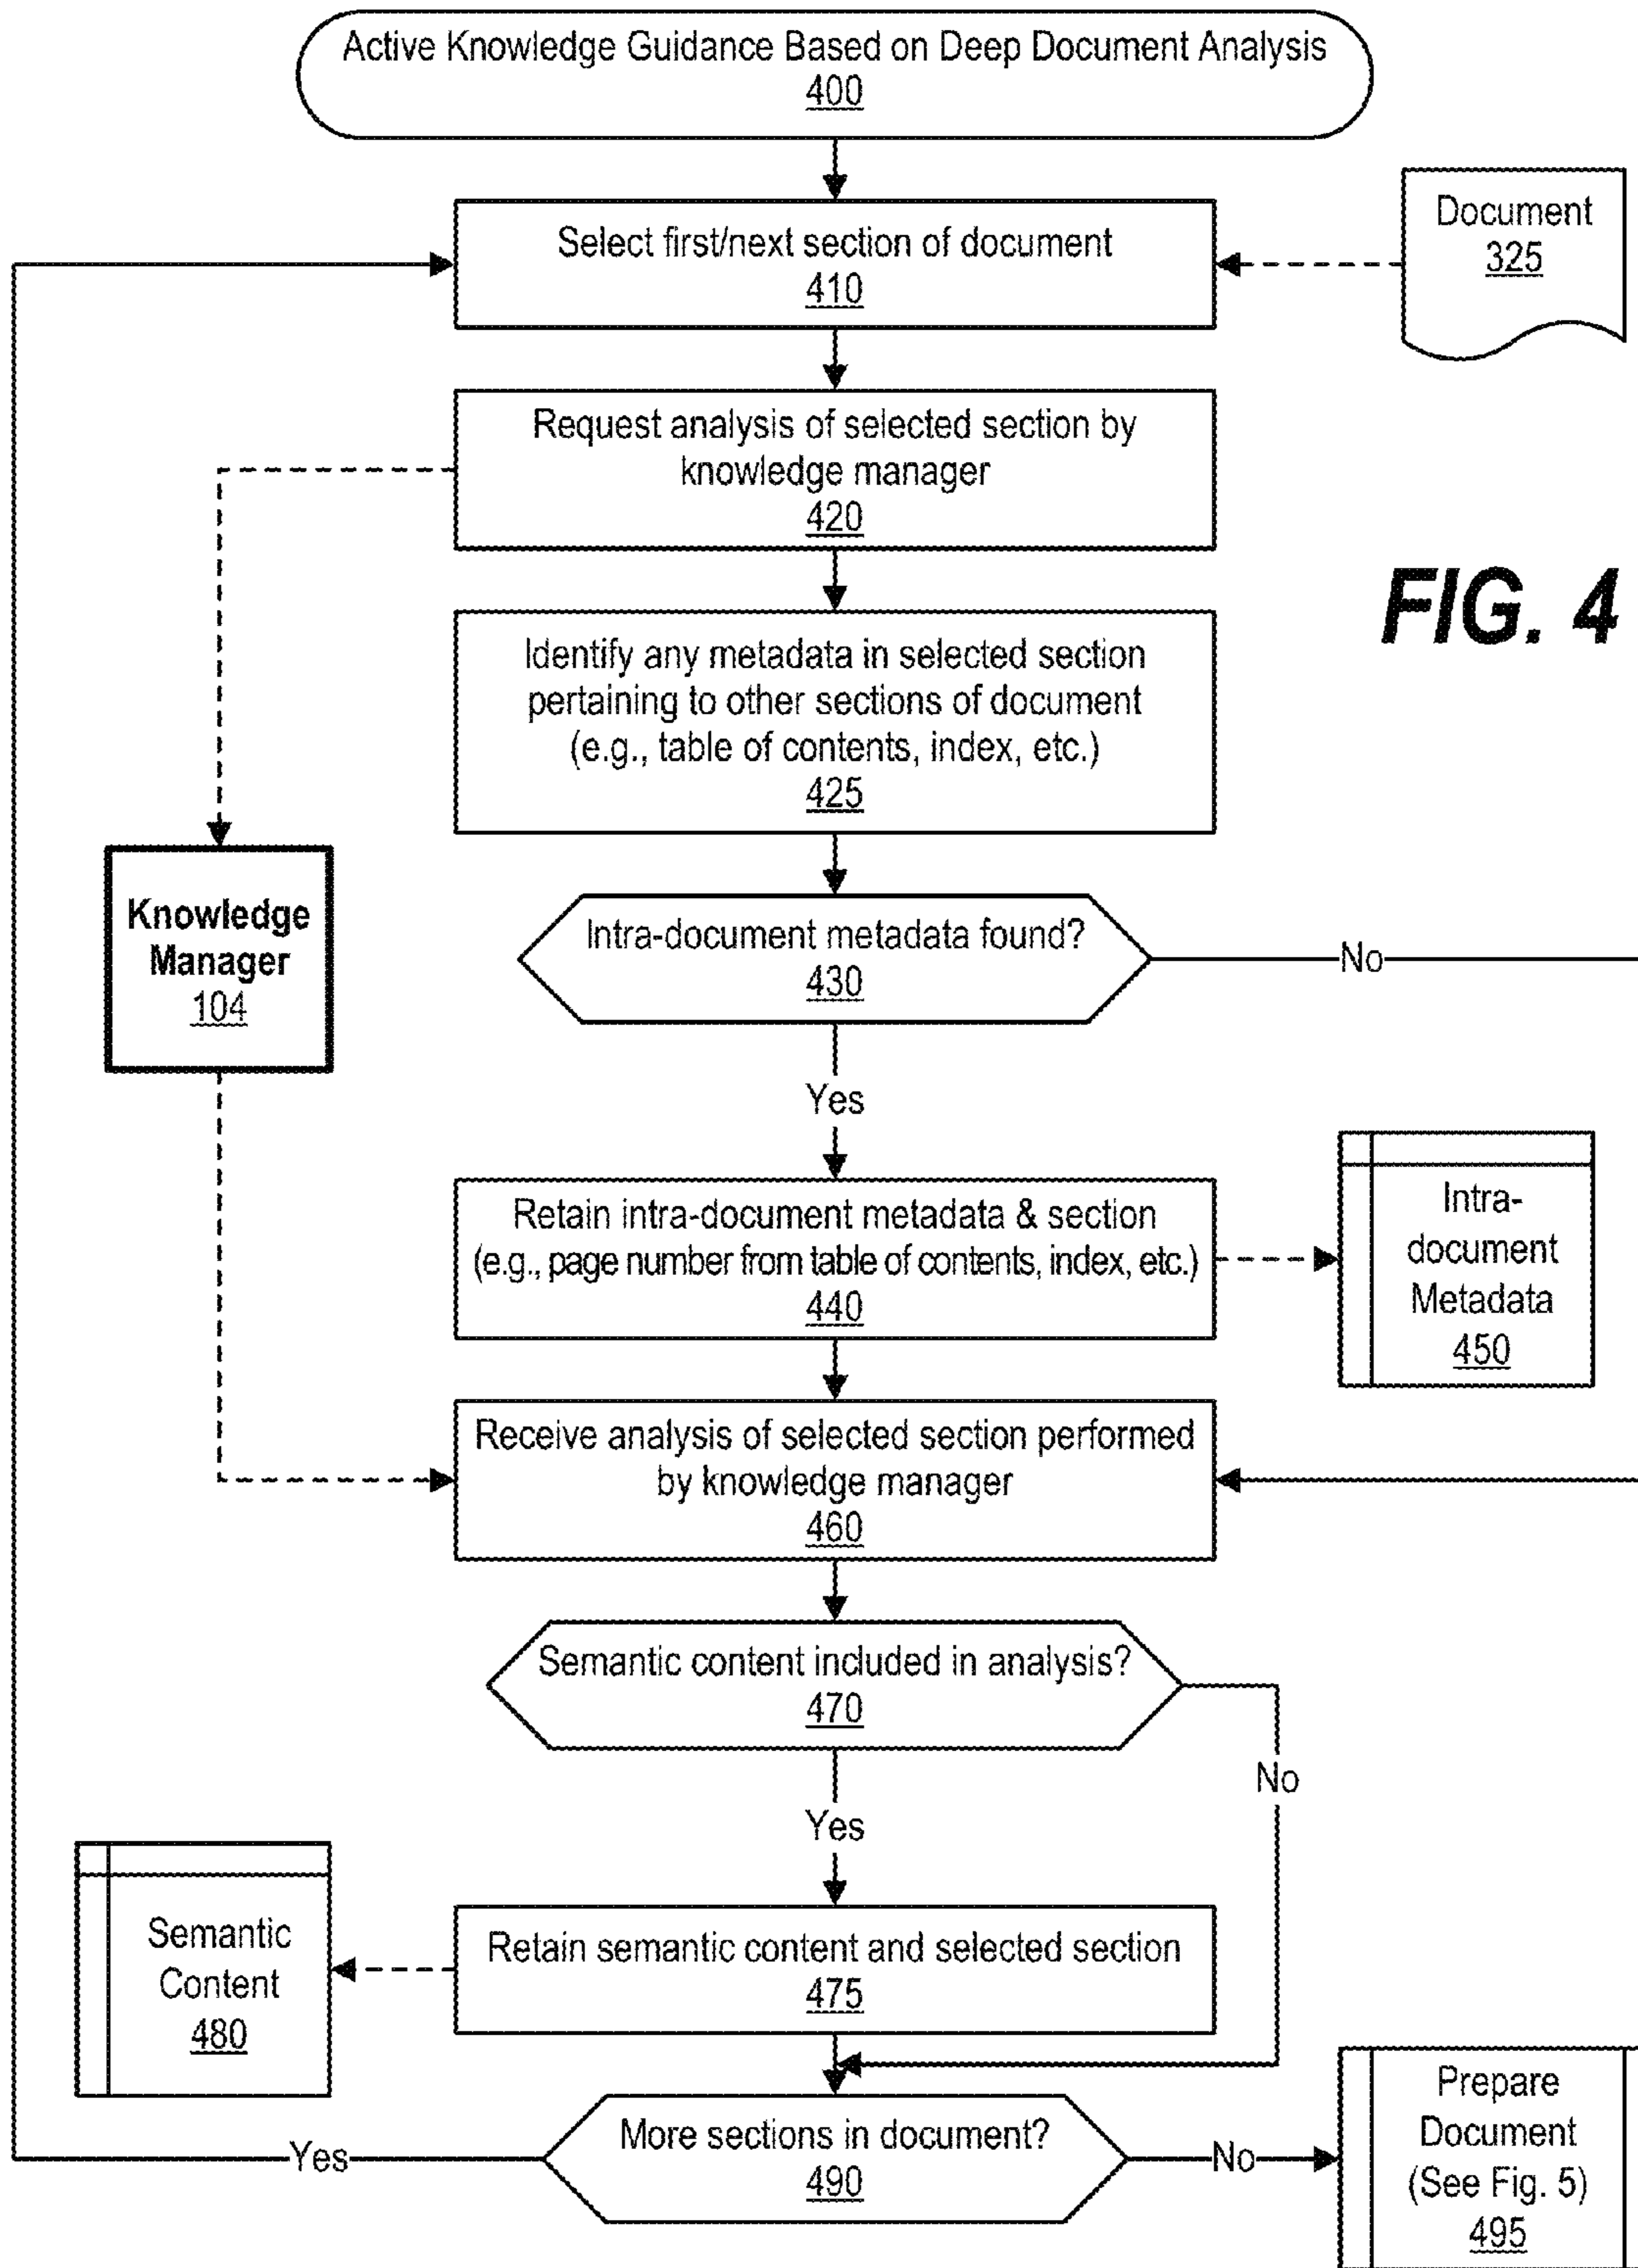 Active Knowledge Guidance Based on Deep Document Analysis
400
Select first/next section of document
410
Document
325
Request analysis of selected section by
knowledge manager
420
FIG. 4
Identify any metadata in selected section
pertaining to other sections of document
(e.g., table of contents, index, etc.)
425
Knowledge
Manager
104
Intra-document metadata found?
430
No
Yes
Retain intra-document metadata & section
(e.g., page number from table of contents, index, etc.)
440
Intra-
document
Metadata
450
Receive analysis of selected section performed
by knowledge manager
460
Semantic content included in analysis?
470
No
Yes
Semantic
Content
480
Retain semantic content and selected section
475
More sections in document?
490
Yes
No
Prepare
Document
(See Fig. 5)
495